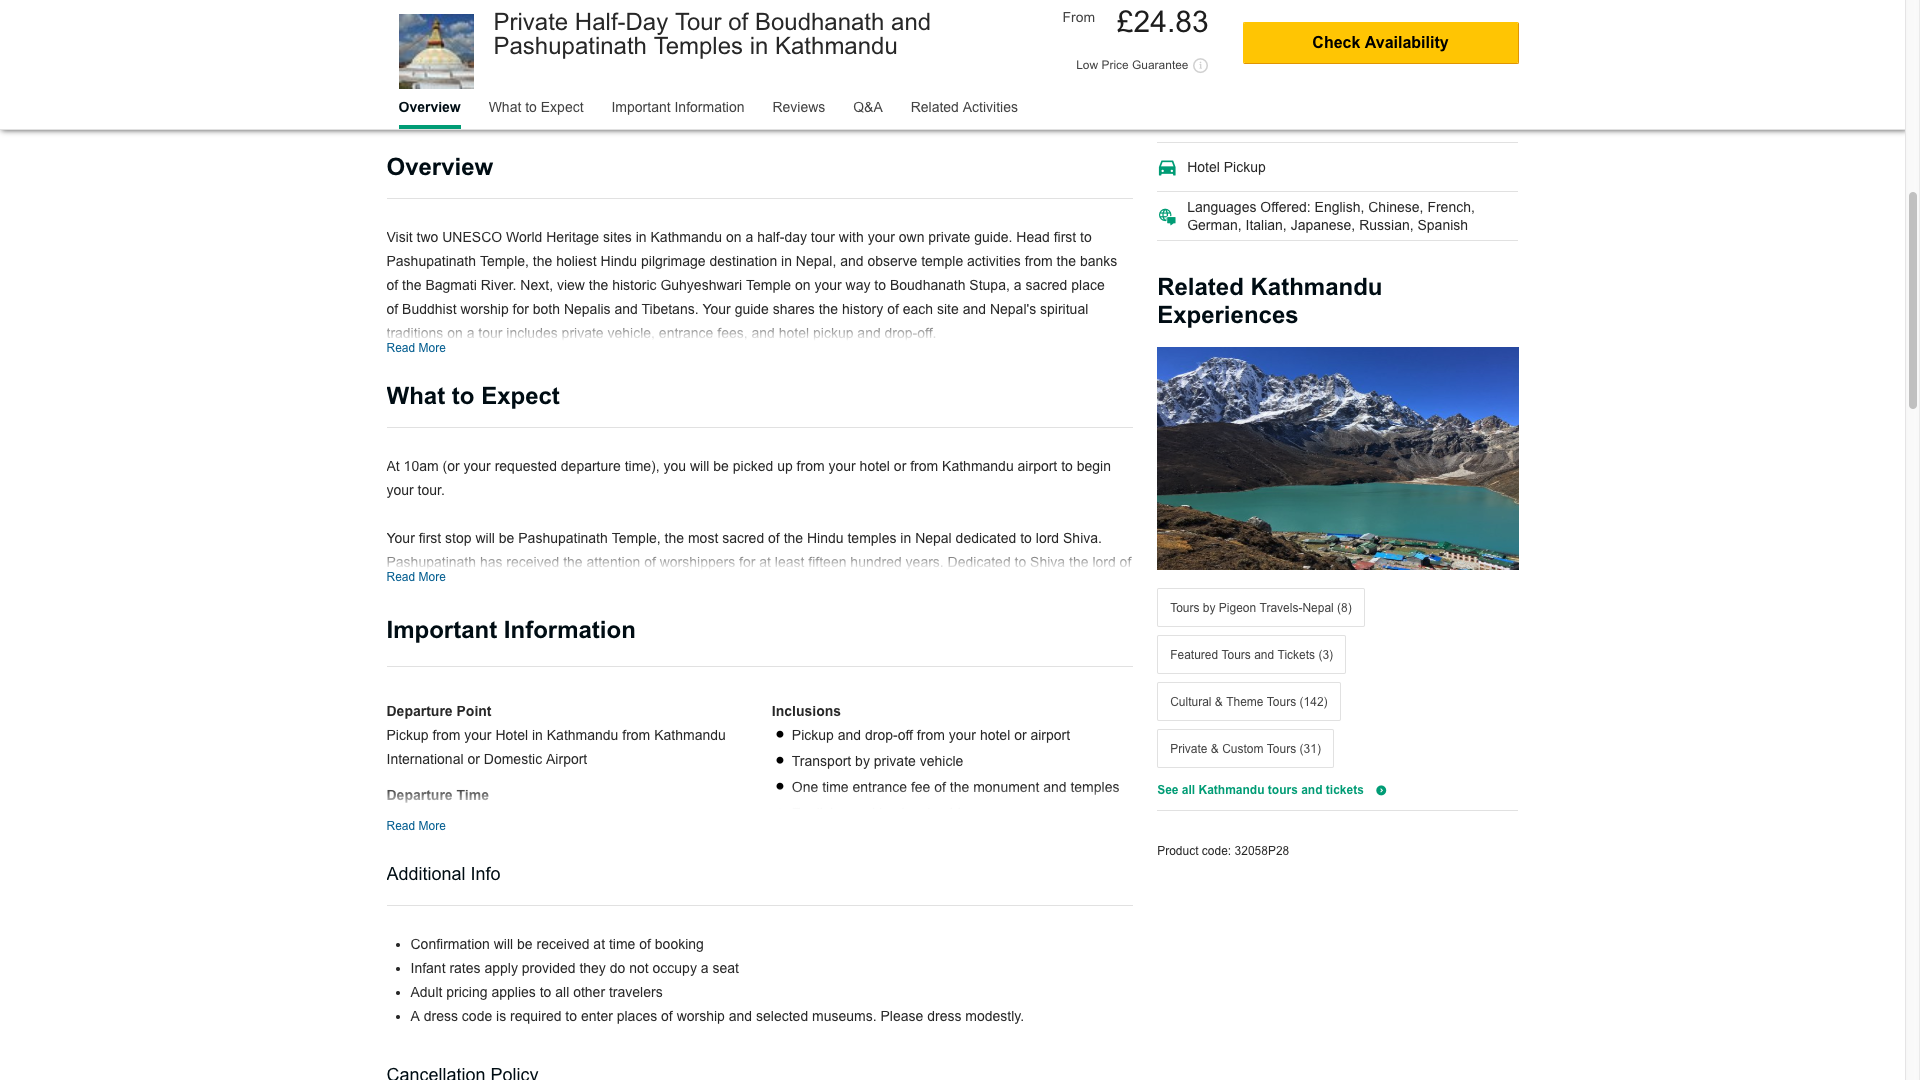 Private Half-Day Tour of Boudhanath and
Pashupatinath Temples in Kathmandu
From £24.83
Low Price Guarantee
Check Availability
Overview What to Expect Important Information Reviews Q&A Related Activities
Overview
Visit two UNESCO World Heritage sites in Kathmandu on a half-day tour with your own private guide. Head first to
Pashupatinath Temple, the holiest Hindu pilgrimage destination in Nepal, and observe temple activities from the banks
of the Bagmati River. Next, view the historic Guhyeshwari Temple on your way to Boudhanath Stupa, a sacred place
of Buddhist worship for both Nepalis and Tibetans. Your guide shares the history of each site and Nepal's spiritual
traditions on a tour includes private vehicle, entrance fees, and hotel pickup and drop-off.
Read More
What to Expect
At 10am (or your requested departure time), you will be picked up from your hotel or from Kathmandu airport to begin
your tour.
Your first stop will be Pashupatinath Temple, the most sacred of the Hindu temples in Nepal dedicated to lord Shiva.
Pashupatinath has received the attention of worshippers for at least fifteen hundred years. Dedicated to Shiva the lord of
Read More
Important Information
Departure Point
Pickup from your Hotel in Kathmandu from Kathmandu
International or Domestic Airport
Departure Time
Inclusions
Pickup and drop-off from your hotel or airport
Transport by private vehicle
One time entrance fee of the monument and temples
Read More
Additional Info
• Confirmation will be received at time of booking
• Infant rates apply provided they do not occupy a seat
• Adult pricing applies to all other travelers
• A dress code is required to enter places of worship and selected museums. Please dress modestly.
Cancellation Policy
Hotel Pickup
Languages Offered: English, Chinese, French,
German, Italian, Japanese, Russian, Spanish
Related Kathmandu
Experiences
Tours by Pigeon Travels-Nepal (8)
Featured Tours and Tickets (3)
Cultural & Theme Tours (142)
Private & Custom Tours (31)
See all Kathmandu tours and tickets
Product code: 32058P28